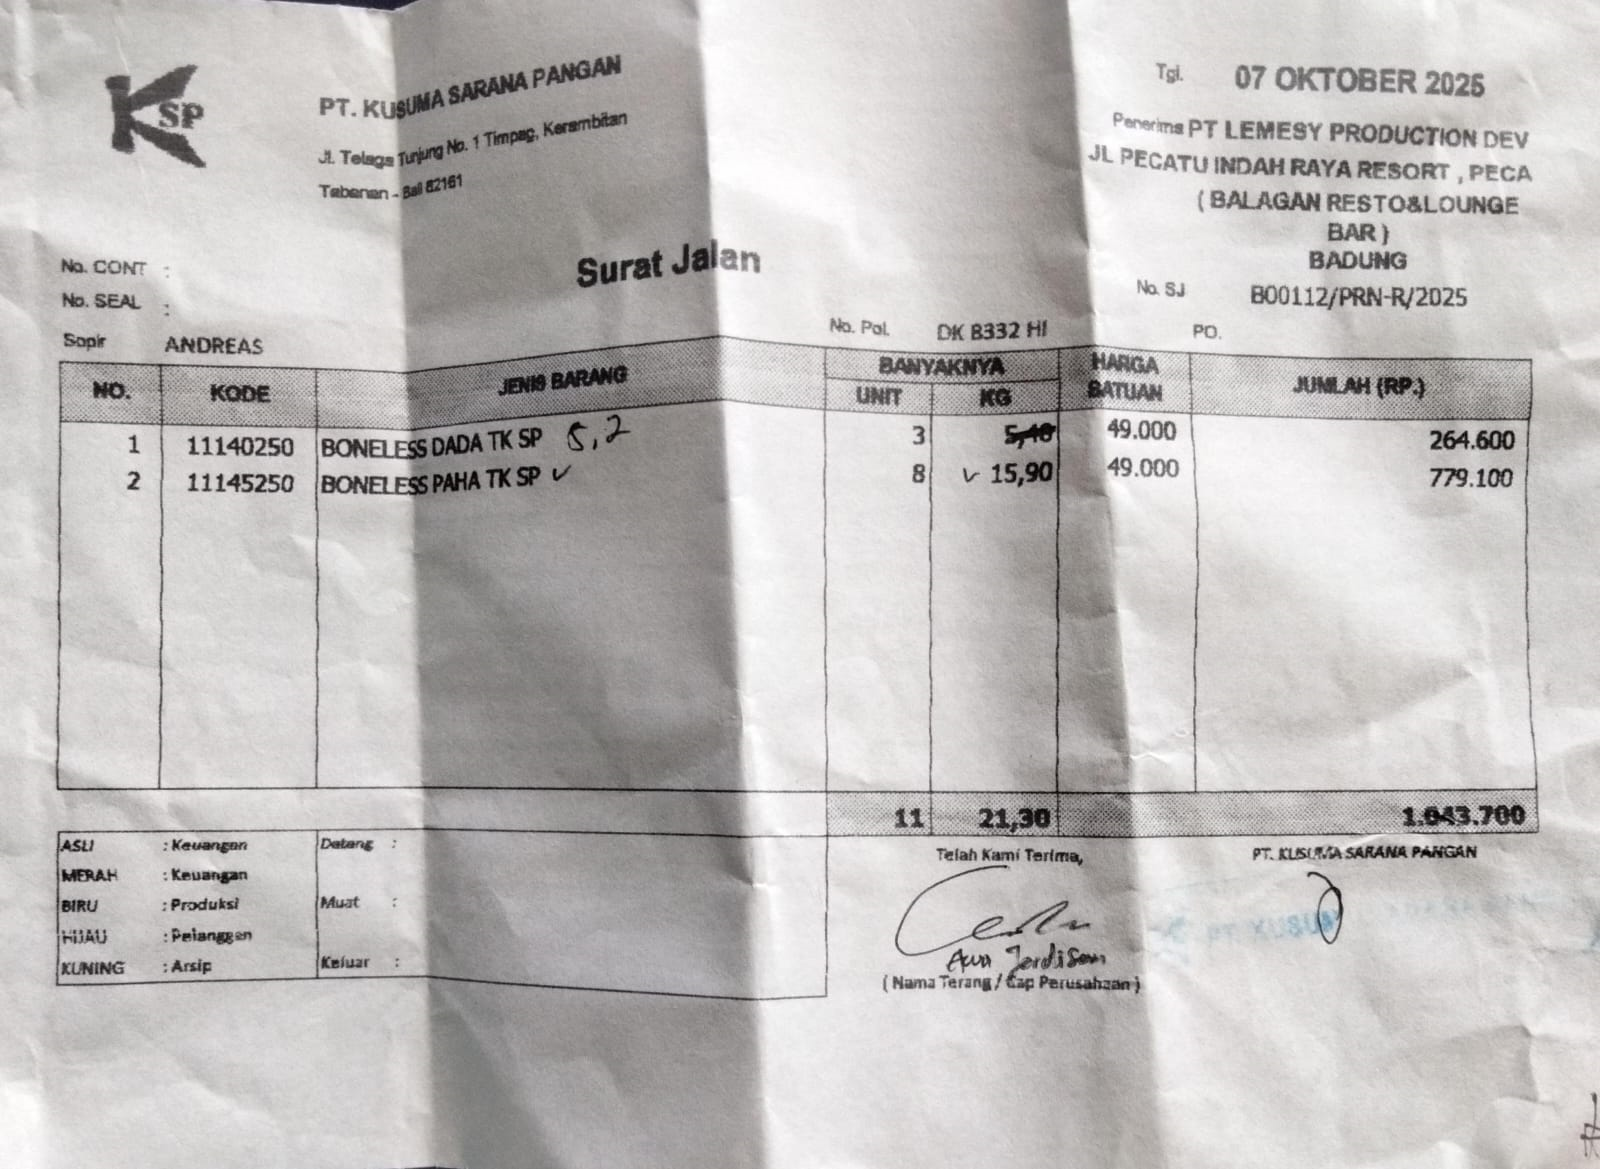 KSP
PT. KUSUMA SARANA PANGAN
Jl. Telaga Tunjung No. 1 Timpag, Kerambitan
Tabanan - Bali 82161
Tgl. 07 OKTOBER 2025
Penerima PT LEMESY PRODUCTION DEV
JL PECATU INDAH RAYA RESORT , PECA
( BALAGAN RESTO&LOUNGE
BAR )
BADUNG
Surat Jalan
No. CONT :
No. SEAL :
No. SJ B00112/PRN-R/2025
Sopir ANDREAS No. Pol. DK 8332 HI PO.
NO. KODE JENIS BARANG BANYAKNYA HARGA SATUAN JUMLAH (RP.)
UNIT KG
1 11140250 BONELESS DADA TK SP 5,2 3 5,40 49.000 264.600
2 11145250 BONELESS PAHA TK SP ✓ 8 ✓ 15,90 49.000 779.100
11 21,30 1.043.700
ASLI : Keuangan Datang :
MERAH : Keuangan
BIRU : Produksi Muat :
HIJAU : Pelanggan
KUNING : Arsip Keluar :
Telah Kami Terima,
PT. KUSUMA SARANA PANGAN
( Nama Terang / Cap Perusahaan )